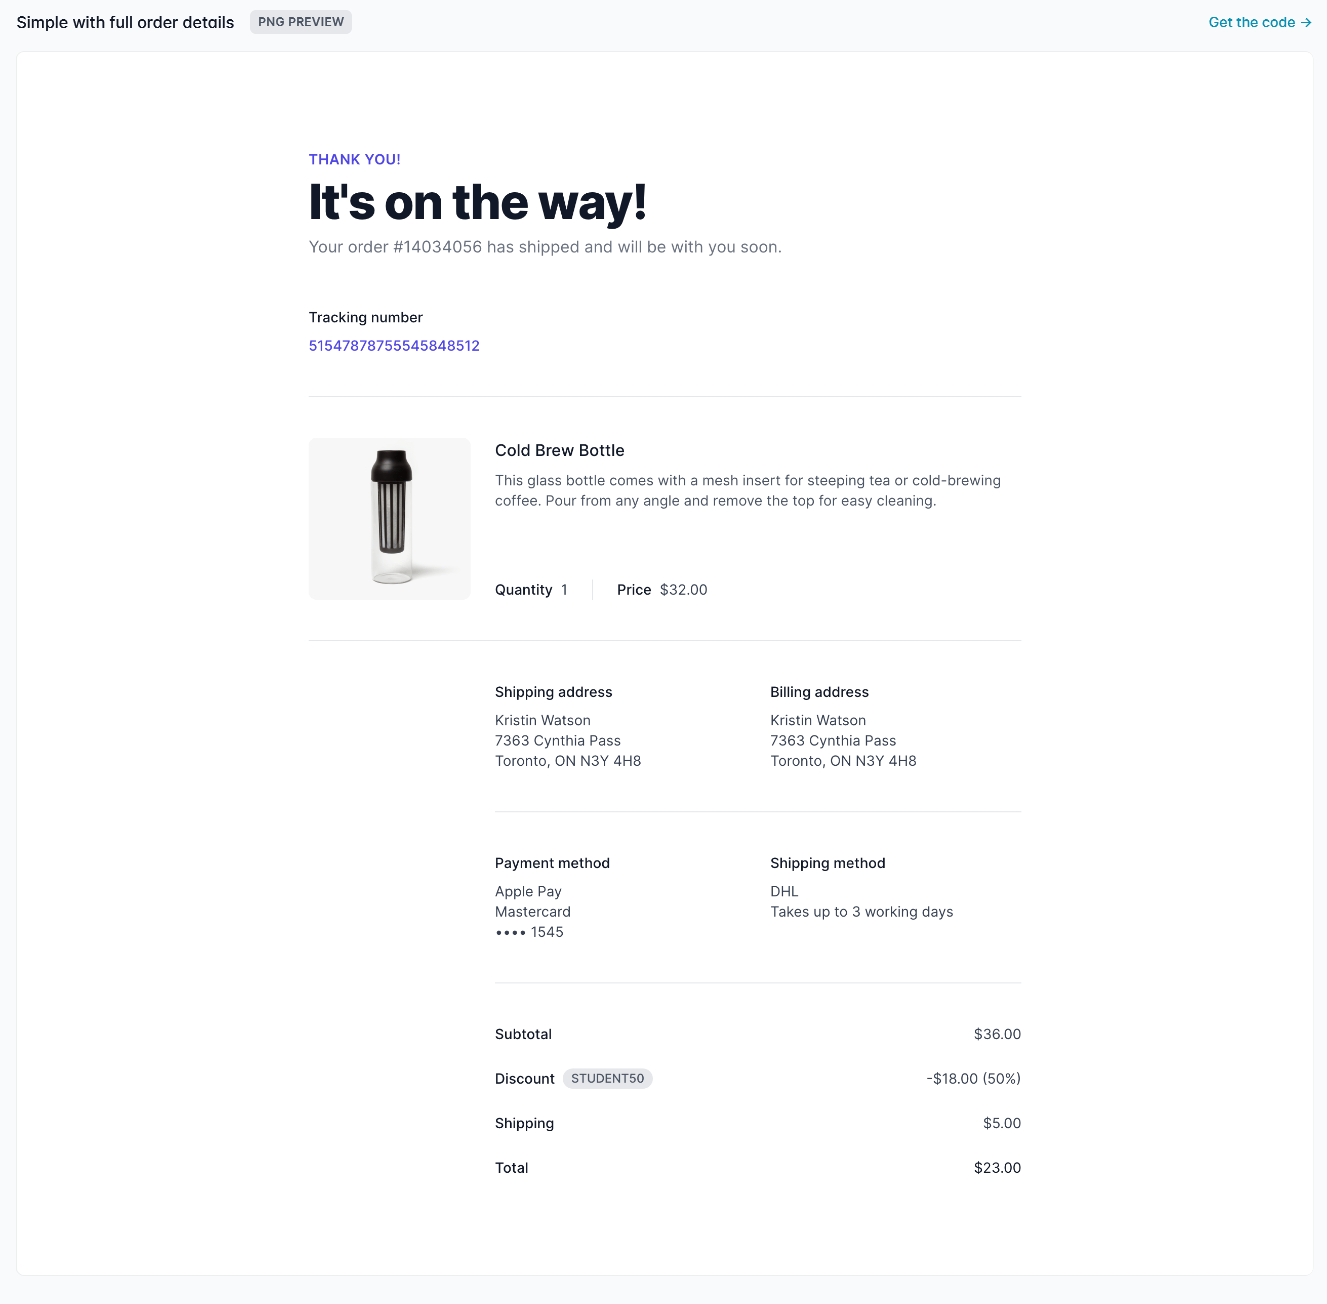 Simple with full order details PNG PREVIEW Get the code →
THANK YOU!
It's on the way!
Your order #14034056 has shipped and will be with you soon.
Tracking number
51547878755545848512
Cold Brew Bottle
This glass bottle comes with a mesh insert for steeping tea or cold-brewing
coffee. Pour from any angle and remove the top for easy cleaning.
Quantity 1 Price $32.00
Shipping address
Kristin Watson
7363 Cynthia Pass
Toronto, ON N3Y 4H8
Billing address
Kristin Watson
7363 Cynthia Pass
Toronto, ON N3Y 4H8
Payment method
Apple Pay
Mastercard
•••• 1545
Shipping method
DHL
Takes up to 3 working days
Subtotal $36.00
Discount STUDENT50 -$18.00 (50%)
Shipping $5.00
Total $23.00